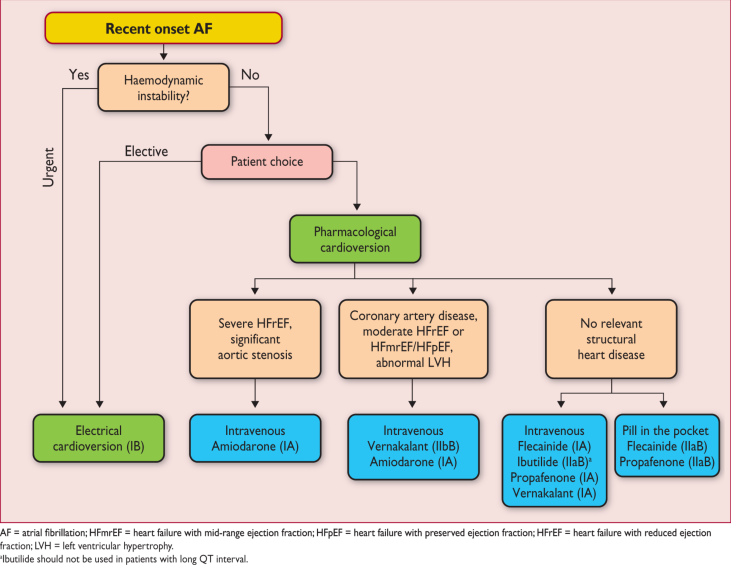 Recent onset AF
Yes
Haemodynamic
instability?
No
Urgent
Elective
Patient choice
Pharmacological
cardioversion
Severe HFrEF,
significant
aortic stenosis
Coronary artery disease,
moderate HFrEF or
HFmrEF/HFpEF,
abnormal LVH
No relevant
structural
heart disease
Electrical
cardioversion (IB)
Intravenous
Amiodarone (IA)
Intravenous
Vernakalant (IIbB)
Amiodarone (IA)
Intravenous
Flecainide (IA)
Ibutilide (IIaB)ª
Propafenone (IA)
Vernakalant (IA)
Pill in the pocket
Flecainide (IIaB)
Propafenone (IIaB)
AF = atrial fibrillation; HFmrEF = heart failure with mid-range ejection fraction; HFpEF = heart failure with preserved ejection fraction; HFrEF = heart failure with reduced ejection
fraction; LVH = left ventricular hypertrophy.
ªIbutilide should not be used in patients with long QT interval.